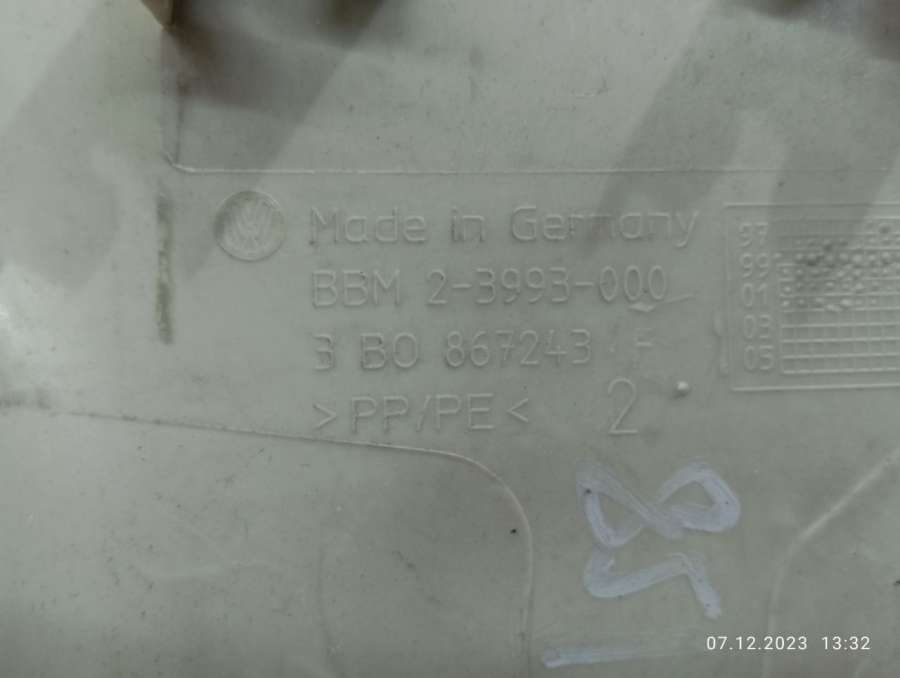 Made in Germany
BBM 2-3993-000
3 B0 867243 F
>PP/PE< 2
97
99
01
03
05
07.12.2023 13:32